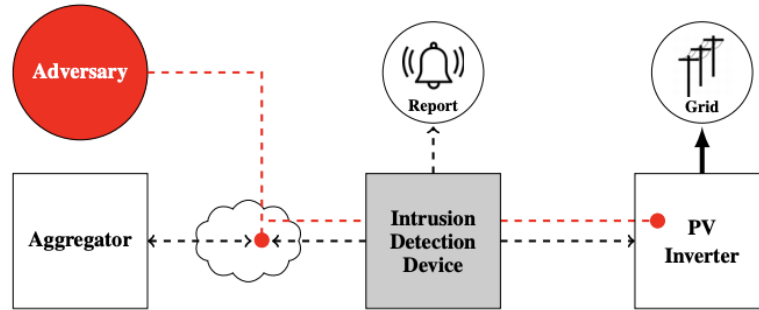 Adversary
Report
Grid
Aggregator
Intrusion
Detection
Device
PV
Inverter